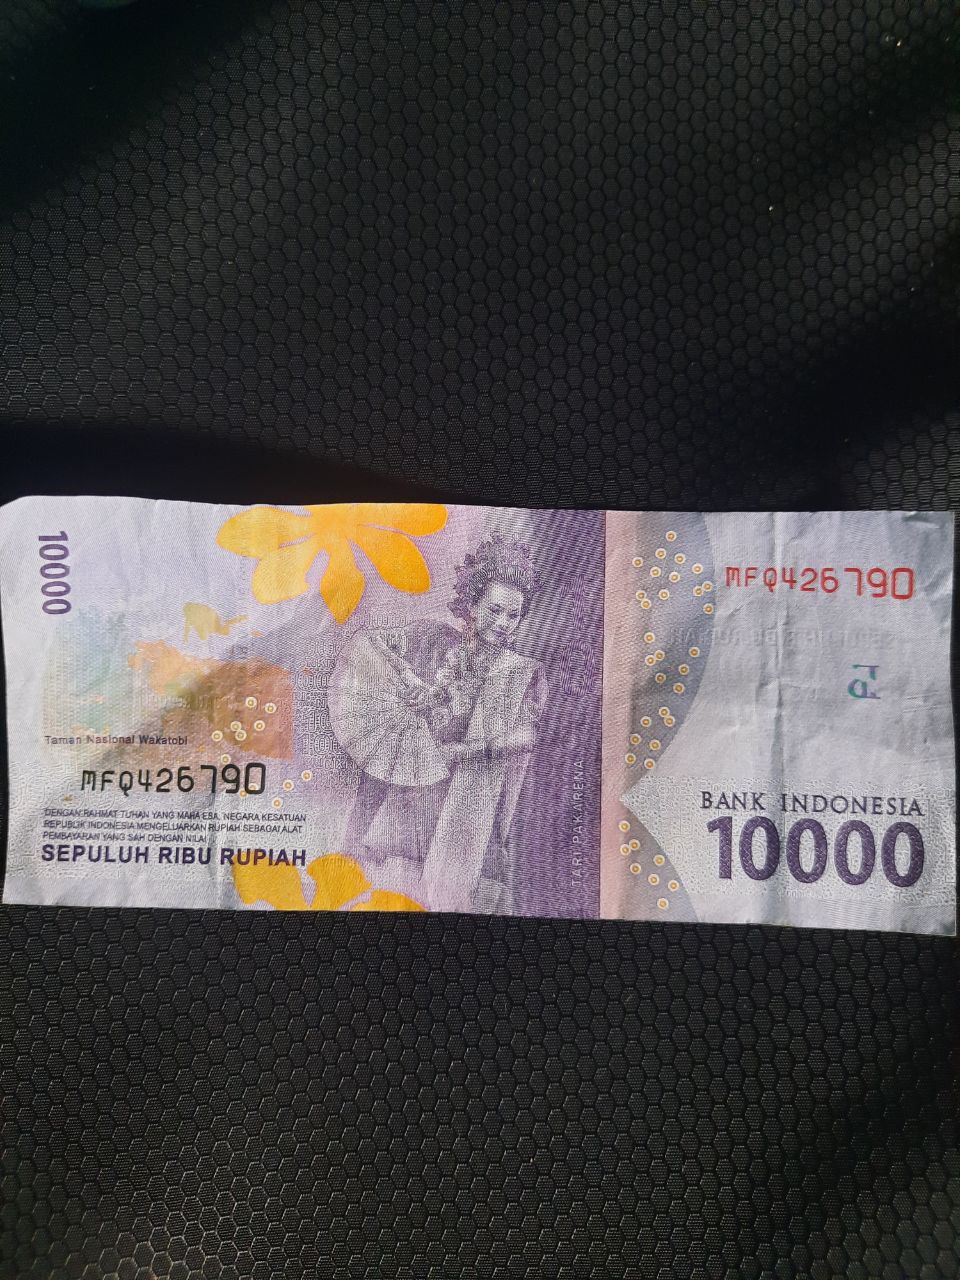 10000
MFQ426790
Taman Nasional Wakatobi
MFQ426790
DENGAN RAHMAT TUHAN YANG MAHA ESA, NEGARA KESATUAN
REPUBLIK INDONESIA MENGELUARKAN RUPIAH SEBAGAI ALAT
PEMBAYARAN YANG SAH DENGAN NILAI
SEPULUH RIBU RUPIAH
TARI PAKARENA
BANK INDONESIA
10000